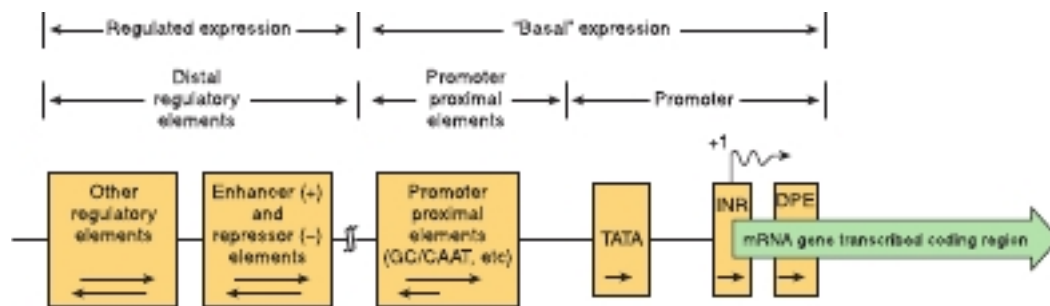 Regulated expression
"Basal" expression
Distal
regulatory
elements
Promoter
proximal
elements
Promoter
+1
Other
regulatory
elements
Enhancer (+)
and
repressor (–)
elements
Promoter
proximal
elements
(GC/CAAT, etc)
TATA
INR
DPE
mRNA gene transcribed coding region